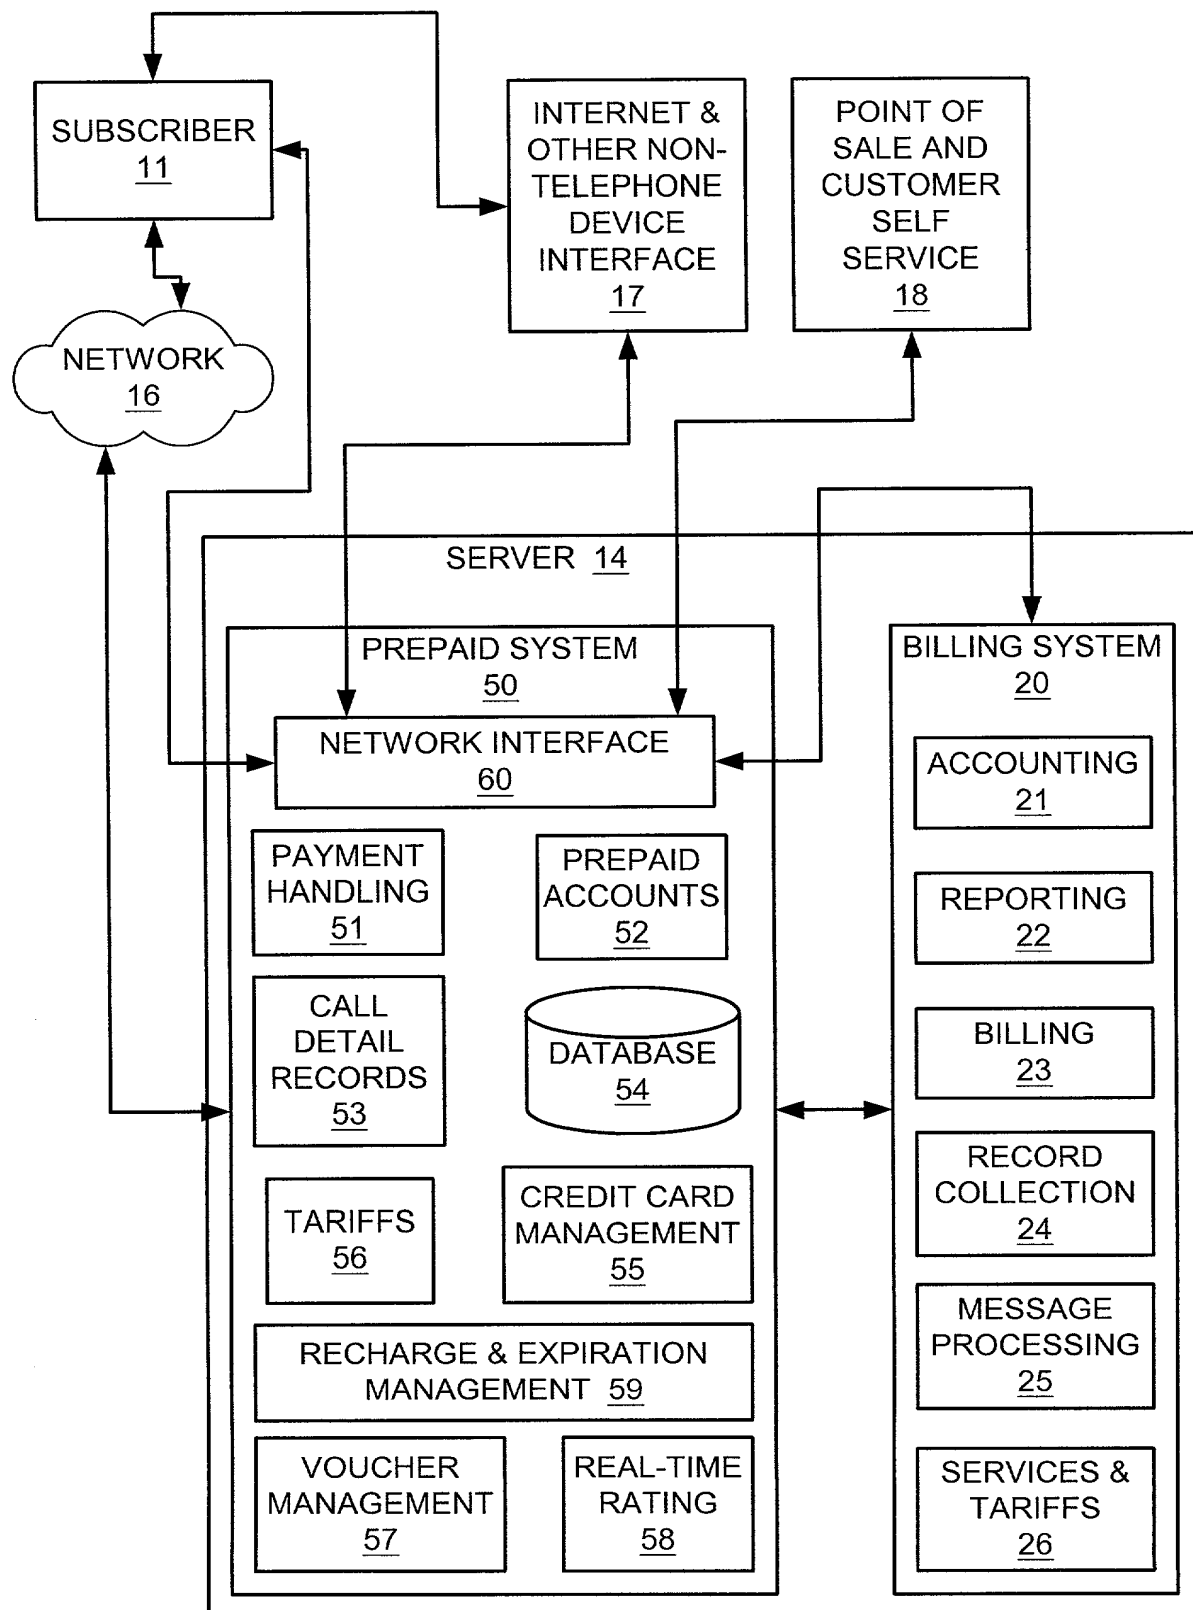 SUBSCRIBER
11
INTERNET &
OTHER NON-
TELEPHONE
DEVICE
INTERFACE
17
POINT OF
SALE AND
CUSTOMER
SELF
SERVICE
18
NETWORK
16
SERVER 14
PREPAID SYSTEM
50
NETWORK INTERFACE
60
PAYMENT
HANDLING
51
PREPAID
ACCOUNTS
52
CALL
DETAIL
RECORDS
53
DATABASE
54
TARIFFS
56
CREDIT CARD
MANAGEMENT
55
RECHARGE & EXPIRATION
MANAGEMENT 59
VOUCHER
MANAGEMENT
57
REAL-TIME
RATING
58
BILLING SYSTEM
20
ACCOUNTING
21
REPORTING
22
BILLING
23
RECORD
COLLECTION
24
MESSAGE
PROCESSING
25
SERVICES &
TARIFFS
26